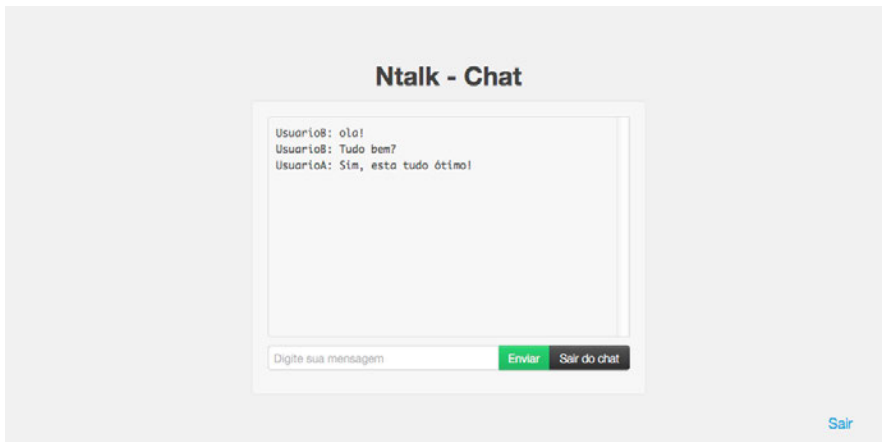 Ntalk - Chat
UsuarioB: ola!
UsuarioB: Tudo bem?
UsuarioA: Sim, esta tudo ótimo!
Digite sua mensagem
Enviar
Sair do chat
Sair